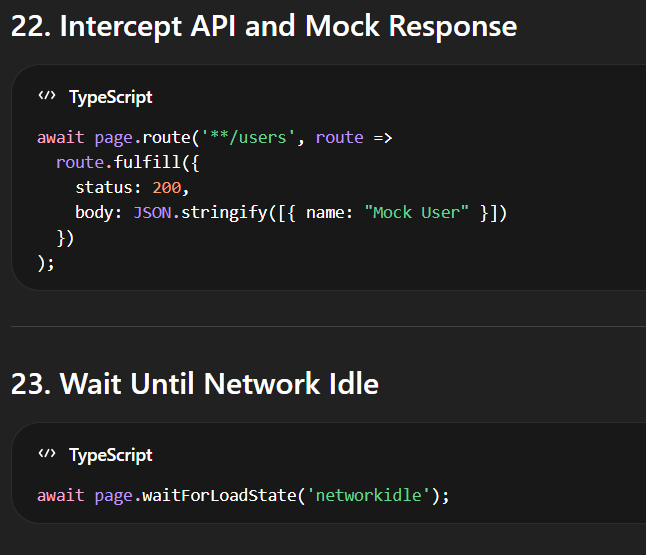 22. Intercept API and Mock Response
</> TypeScript
await page.route('**/users', route =>
  route.fulfill({
    status: 200,
    body: JSON.stringify([{ name: "Mock User" }])
  })
);
23. Wait Until Network Idle
</> TypeScript
await page.waitForLoadState('networkidle');